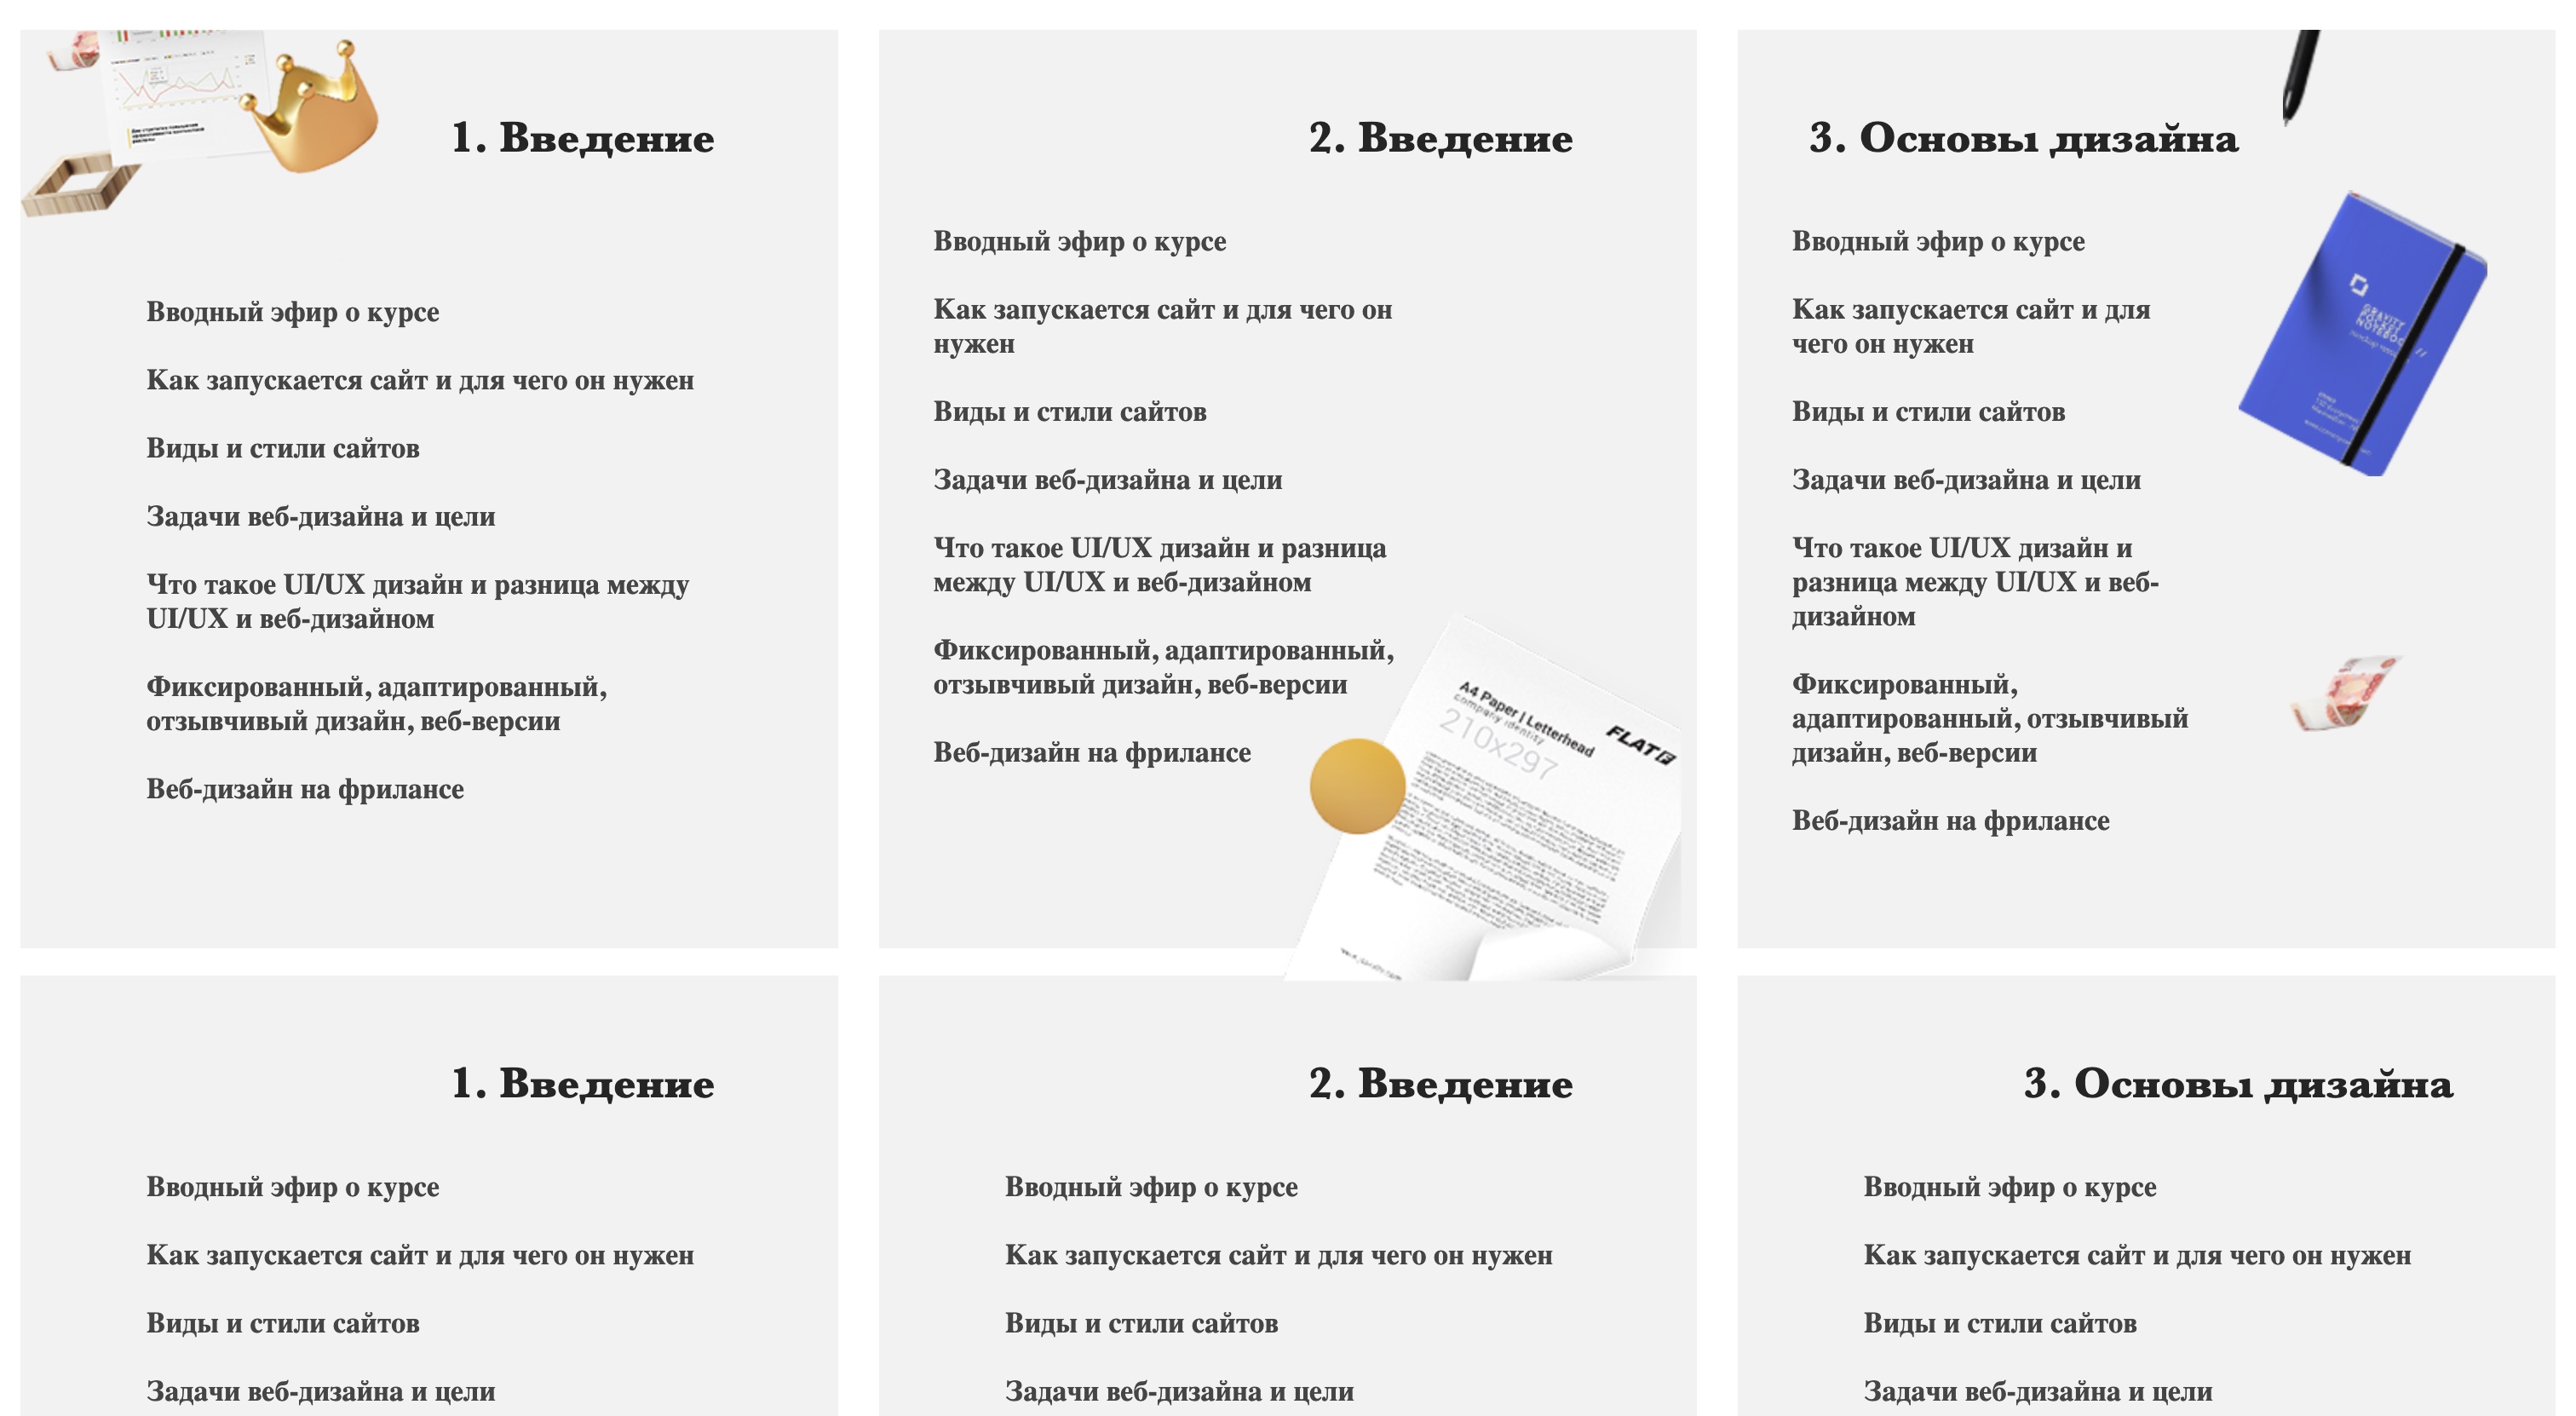 1. Введение
Вводный эфир о курсе
Как запускается сайт и для чего он нужен
Виды и стили сайтов
Задачи веб-дизайна и цели
Что такое UI/UX дизайн и разница между
UI/UX и веб-дизайном
Фиксированный, адаптированный,
отзывчивый дизайн, веб-версии
Веб-дизайн на фрилансе
2. Введение
Вводный эфир о курсе
Как запускается сайт и для чего он
нужен
Виды и стили сайтов
Задачи веб-дизайна и цели
Что такое UI/UX дизайн и разница
между UI/UX и веб-дизайном
Фиксированный, адаптированный,
отзывчивый дизайн, веб-версии
Веб-дизайн на фрилансе
A4 Paper | Letterhead
Company Identity
210x297
FLAT
3. Основы дизайна
Вводный эфир о курсе
Как запускается сайт и для
чего он нужен
Виды и стили сайтов
Задачи веб-дизайна и цели
Что такое UI/UX дизайн и
разница между UI/UX и веб-
дизайном
Фиксированный,
адаптированный, отзывчивый
дизайн, веб-версии
Веб-дизайн на фрилансе
GRAVITY
POCKET
NOTEBOOK
1. Введение
Вводный эфир о курсе
Как запускается сайт и для чего он нужен
Виды и стили сайтов
Задачи веб-дизайна и цели
2. Введение
Вводный эфир о курсе
Как запускается сайт и для чего он нужен
Виды и стили сайтов
Задачи веб-дизайна и цели
3. Основы дизайна
Вводный эфир о курсе
Как запускается сайт и для чего он нужен
Виды и стили сайтов
Задачи веб-дизайна и цели